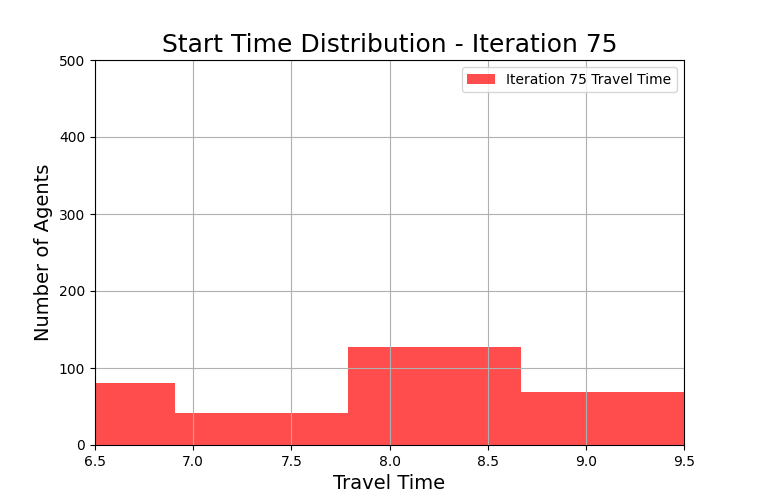 Start Time Distribution - Iteration 75
Iteration 75 Travel Time
Number of Agents
500
400
300
200
100
0
6.5 7.0 7.5 8.0 8.5 9.0 9.5
Travel Time